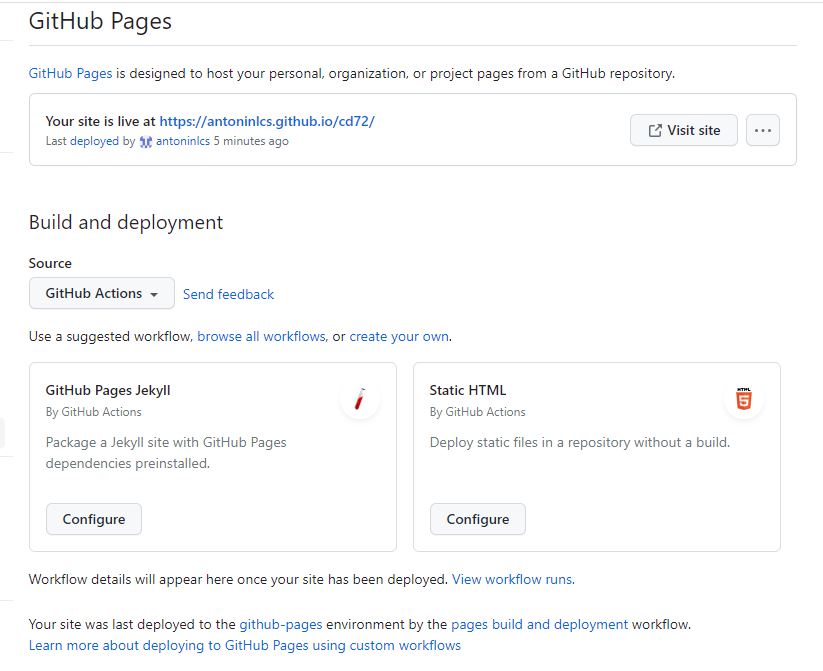 GitHub Pages
GitHub Pages is designed to host your personal, organization, or project pages from a GitHub repository.
Your site is live at https://antoninlcs.github.io/cd72/
Last deployed by antoninlcs 5 minutes ago
Visit site
Build and deployment
Source
GitHub Actions
Send feedback
Use a suggested workflow, browse all workflows, or create your own.
GitHub Pages Jekyll
By GitHub Actions
Package a Jekyll site with GitHub Pages
dependencies preinstalled.
Configure
Static HTML
By GitHub Actions
Deploy static files in a repository without a build.
HTML
5
Configure
Workflow details will appear here once your site has been deployed. View workflow runs.
Your site was last deployed to the github-pages environment by the pages build and deployment workflow.
Learn more about deploying to GitHub Pages using custom workflows